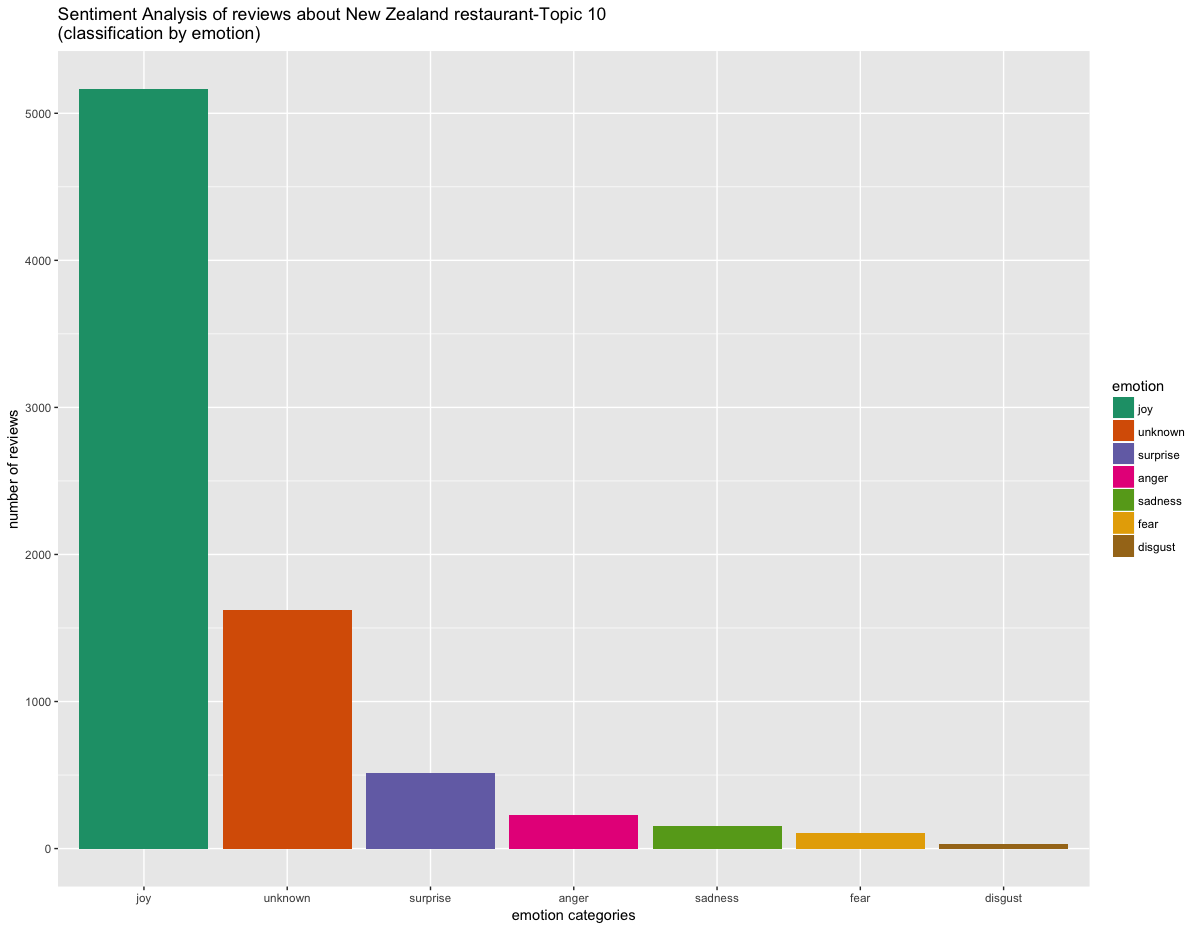 Sentiment Analysis of reviews about New Zealand restaurant-Topic 10
(classification by emotion)
number of reviews
5000
4000
3000
2000
1000
0
joy
unknown
surprise
anger
sadness
fear
disgust
emotion categories
emotion
joy
unknown
surprise
anger
sadness
fear
disgust